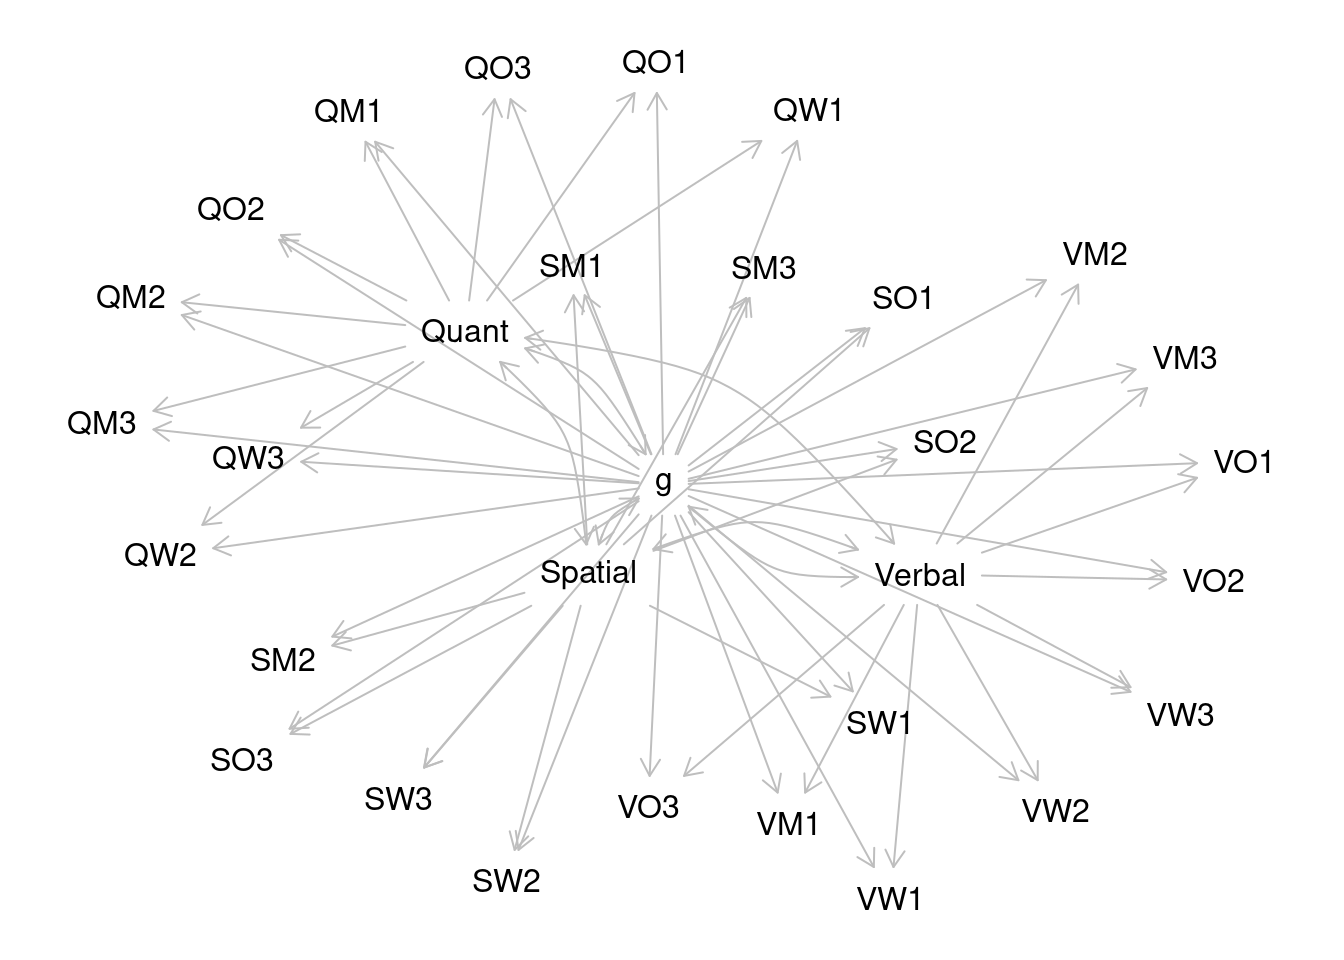 QO3
QO1
QM1
QW1
QO2
VM2
SM1
SM3
QM2
SO1
Quant
VM3
QM3
SO2
QW3
VO1
g
QW2
Spatial
Verbal
VO2
SM2
VW3
SW1
SO3
SW3
VO3
VW2
VM1
SW2
VW1